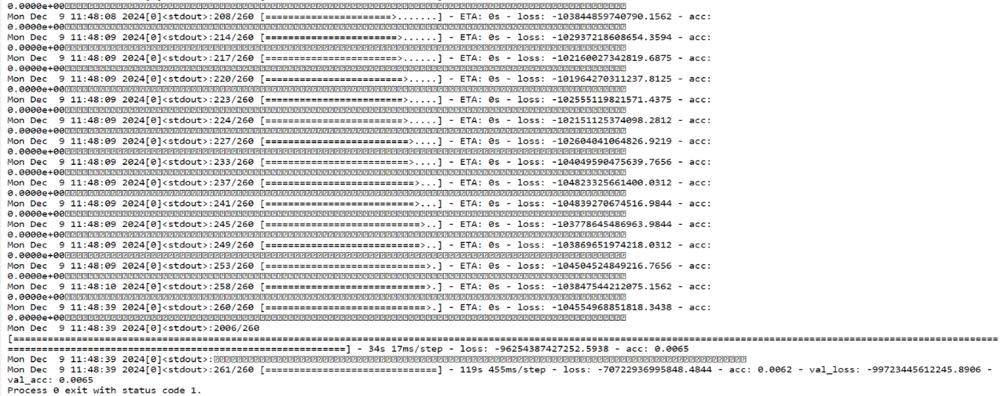 0.0000e+00
Mon Dec  9 11:48:08 2024[0]<stdout>:208/260 [======================>.......] - ETA: 0s - loss: -103844859740790.1562 - acc:
0.0000e+00
Mon Dec  9 11:48:09 2024[0]<stdout>:214/260 [=======================>......] - ETA: 0s - loss: -102937218608654.3594 - acc:
0.0000e+00
Mon Dec  9 11:48:09 2024[0]<stdout>:217/260 [=======================>......] - ETA: 0s - loss: -102160027342819.6875 - acc:
0.0000e+00
Mon Dec  9 11:48:09 2024[0]<stdout>:220/260 [========================>.....] - ETA: 0s - loss: -101964270311237.8125 - acc:
0.0000e+00
Mon Dec  9 11:48:09 2024[0]<stdout>:223/260 [========================>.....] - ETA: 0s - loss: -102555119821571.4375 - acc:
0.0000e+00
Mon Dec  9 11:48:09 2024[0]<stdout>:224/260 [========================>.....] - ETA: 0s - loss: -102151125374098.2812 - acc:
0.0000e+00
Mon Dec  9 11:48:09 2024[0]<stdout>:227/260 [=========================>....] - ETA: 0s - loss: -102604041064826.9219 - acc:
0.0000e+00
Mon Dec  9 11:48:09 2024[0]<stdout>:233/260 [=========================>....] - ETA: 0s - loss: -104049590475639.7656 - acc:
0.0000e+00
Mon Dec  9 11:48:09 2024[0]<stdout>:237/260 [==========================>...] - ETA: 0s - loss: -104823325661400.0312 - acc:
0.0000e+00
Mon Dec  9 11:48:09 2024[0]<stdout>:241/260 [==========================>...] - ETA: 0s - loss: -104839270674516.9844 - acc:
0.0000e+00
Mon Dec  9 11:48:09 2024[0]<stdout>:245/260 [===========================>..] - ETA: 0s - loss: -103778645486963.9844 - acc:
0.0000e+00
Mon Dec  9 11:48:09 2024[0]<stdout>:249/260 [===========================>..] - ETA: 0s - loss: -103869651974218.0312 - acc:
0.0000e+00
Mon Dec  9 11:48:09 2024[0]<stdout>:253/260 [============================>.] - ETA: 0s - loss: -104504524849216.7656 - acc:
0.0000e+00
Mon Dec  9 11:48:10 2024[0]<stdout>:258/260 [============================>.] - ETA: 0s - loss: -103847544212075.1562 - acc:
0.0000e+00
Mon Dec  9 11:48:39 2024[0]<stdout>:260/260 [============================>.] - ETA: 0s - loss: -104554968851818.3438 - acc:
0.0000e+00
Mon Dec  9 11:48:39 2024[0]<stdout>:2006/260
[============================================================================================================================================================================
===========================================================] - 34s 17ms/step - loss: -96254387427252.5938 - acc: 0.0065
Mon Dec  9 11:48:39 2024[0]<stdout>:
Mon Dec  9 11:48:39 2024[0]<stdout>:261/260 [==============================] - 119s 455ms/step - loss: -70722936995848.4844 - acc: 0.0062 - val_loss: -99723445612245.8906 -
val_acc: 0.0065
Process 0 exit with status code 1.